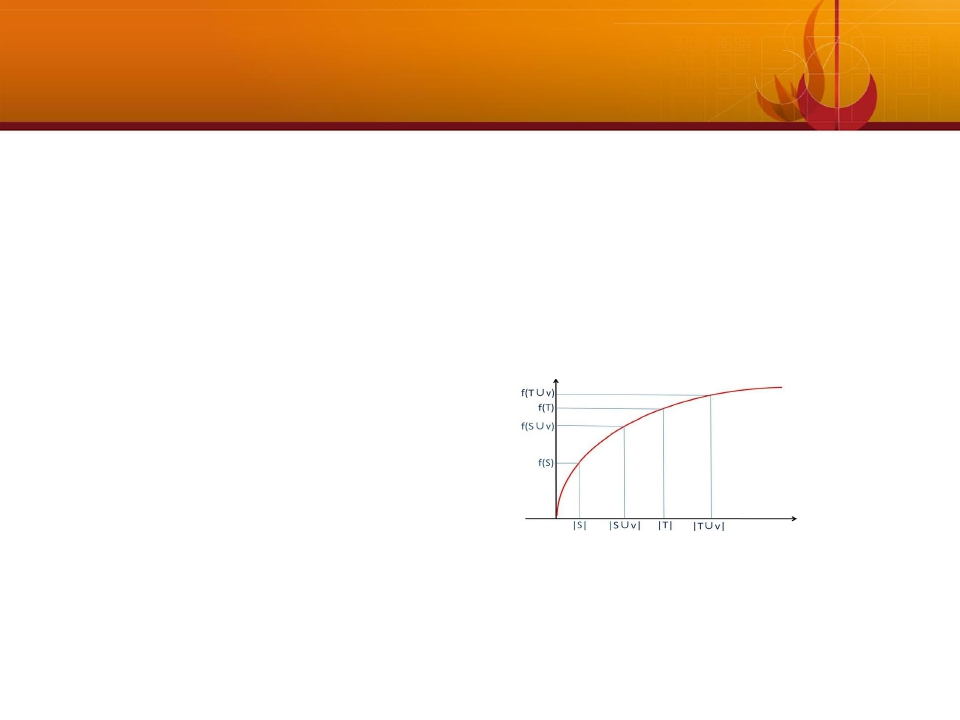 f(T∪v)
f(T)
f(S∪v)
f(S)
|S| |S∪v| |T| |T∪v|